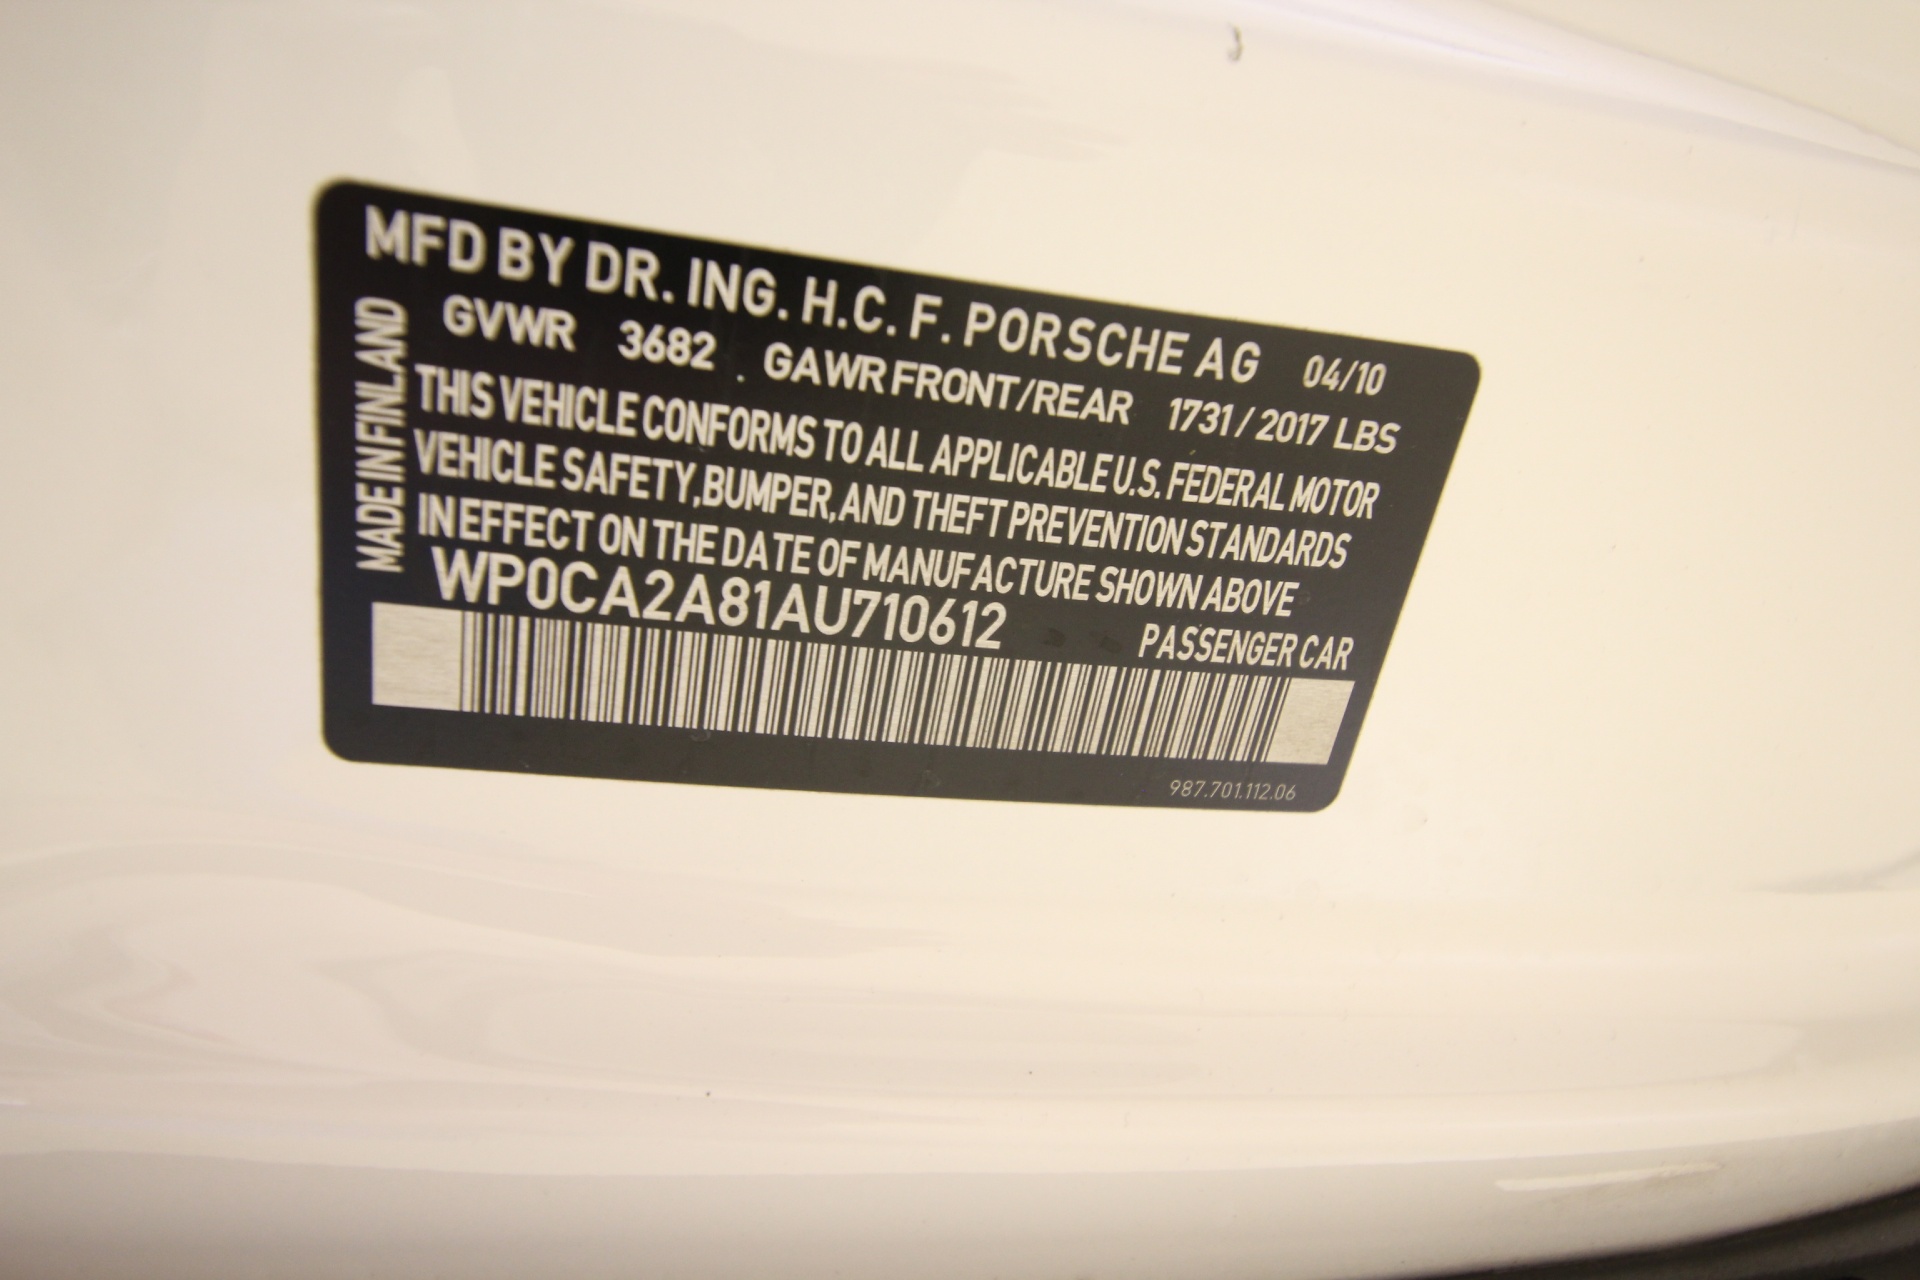 MFD BY DR. ING. H.C. F. PORSCHE AG 04/10
GVWR 3682 . GAWR FRONT/REAR 1731/2017 LBS
THIS VEHICLE CONFORMS TO ALL APPLICABLE U.S. FEDERAL MOTOR
VEHICLE SAFETY, BUMPER, AND THEFT PREVENTION STANDARDS
IN EFFECT ON THE DATE OF MANUFACTURE SHOWN ABOVE
WP0CA2A81AU710612
PASSENGER CAR
MADE IN FINLAND
987.701.112.06